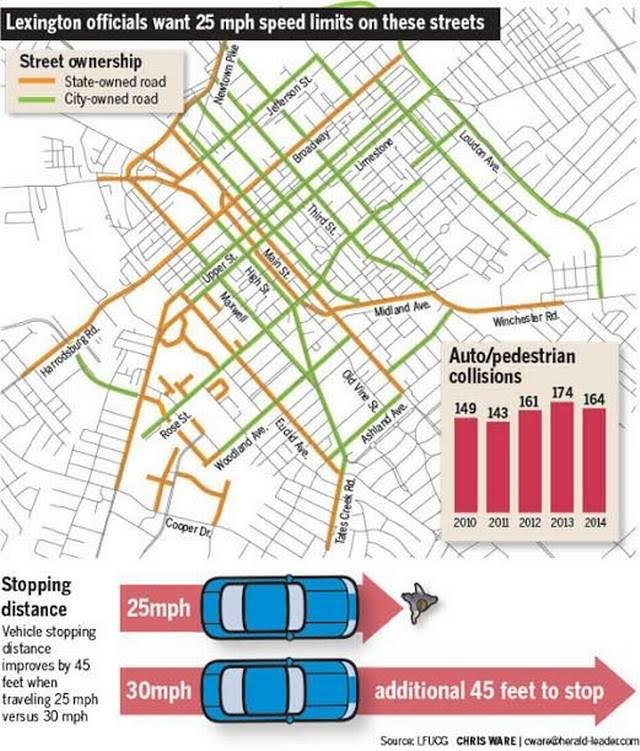 Lexington officials want 25 mph speed limits on these streets
Street ownership
State-owned road
City-owned road
Newtown Pike
Jefferson St.
Broadway
Limestone
Loudon Ave.
Third St.
Upper St.
Main St.
High St.
Maxwell
Midland Ave.
Winchester Rd.
Harrodsburg Rd.
Old Vine St.
Ashland Ave.
Rose St.
Woodland Ave.
Euclid Ave.
Cooper Dr.
Tates Creek Rd.
Auto/pedestrian
collisions
149 143 161 174 164
2010 2011 2012 2013 2014
Stopping
distance
Vehicle stopping
distance
improves by 45
feet when
traveling 25 mph
versus 30 mph
25mph
30mph
additional 45 feet to stop
Source: LFUCG CHRIS WARE | cware@herald-leader.com